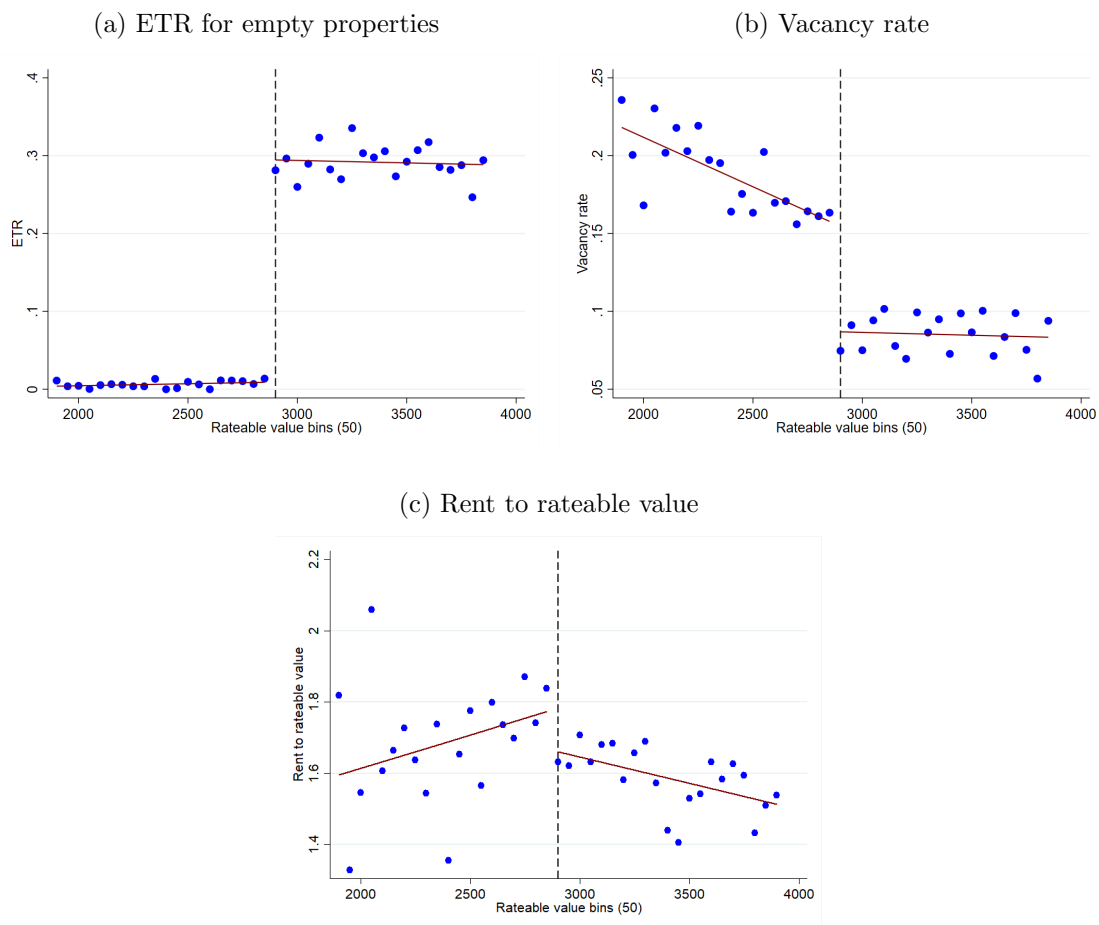 (a) ETR for empty properties
ETR
.4
.3
.2
.1
0
2000 2500 3000 3500 4000
Rateable value bins (50)
(b) Vacancy rate
Vacancy rate
.25
.2
.15
.1
.05
2000 2500 3000 3500 4000
Rateable value bins (50)
(c) Rent to rateable value
Rent to rateable value
2.2
2
1.8
1.6
1.4
2000 2500 3000 3500 4000
Rateable value bins (50)